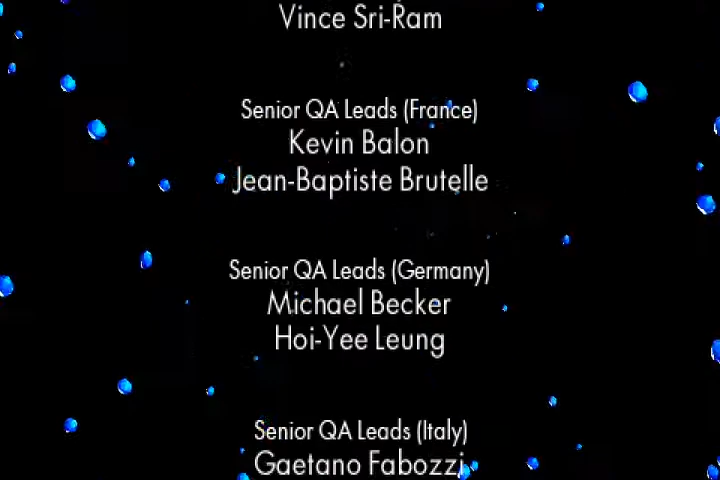 Vince Sri-Ram
Senior QA Leads (France)
Kevin Balon
Jean-Baptiste Brutelle
Senior QA Leads (Germany)
Michael Becker
Hoi-Yee Leung
Senior QA Leads (Italy)
Gaetano Fabozzi